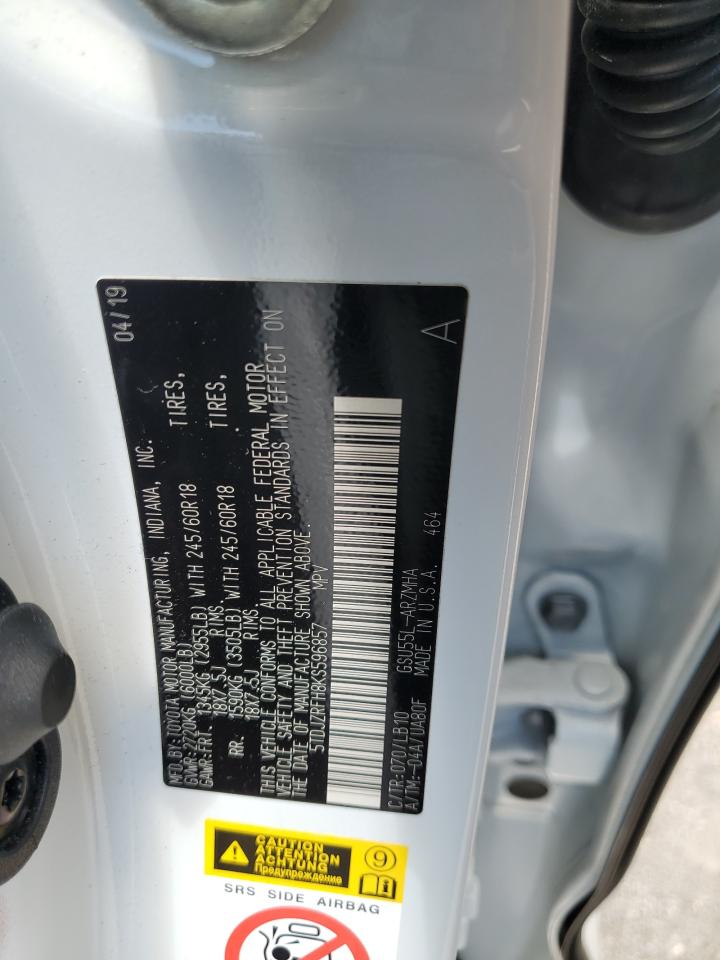 MFD.BY:TOYOTA MOTOR MANUFACTURING, INDIANA, INC. 04/19
GVWR:2720KG (6000LB)
GAWR:FRT 1345KG (2955LB) WITH 245/60R18 TIRES,
18X7.5J RIMS
RR 1590KG (3505LB) WITH 245/60R18 TIRES,
18X7.5J RIMS
THIS VEHICLE CONFORMS TO ALL APPLICABLE FEDERAL MOTOR
VEHICLE SAFETY AND THEFT PREVENTION STANDARDS IN EFFECT ON
THE DATE OF MANUFACTURE SHOWN ABOVE.
5TDJZRFH8KS596857 MPV
C/TR:070/LB10 GSU55L-ARZMHA A
A/TM:-04A/UA80F MADE IN U.S.A. 464
CAUTION
ATTENTION
ACHTUNG
Предупреждение
9
SRS SIDE AIRBAG